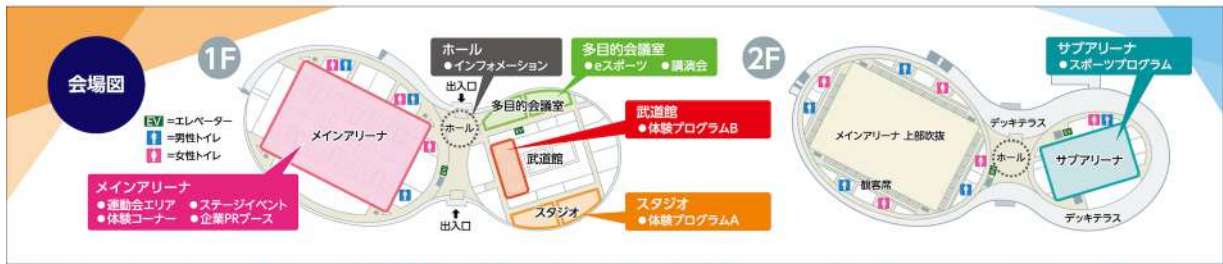 会場図
1F
EV =エレベーター
=男性トイレ
=女性トイレ
メインアリーナ
●運動会エリア ●ステージイベント
●体験コーナー ●企業PRブース
メインアリーナ
ホール
●インフォメーション
出入口
ホール
出入口
多目的会議室
●eスポーツ ●講演会
多目的会議室
EV
武道館
●体験プログラムB
武道館
EV
スタジオ
スタジオ
●体験プログラムA
2F
サブアリーナ
●スポーツプログラム
メインアリーナ 上部吹抜
観客席
デッキテラス
ホール
EV
EV
サブアリーナ
デッキテラス